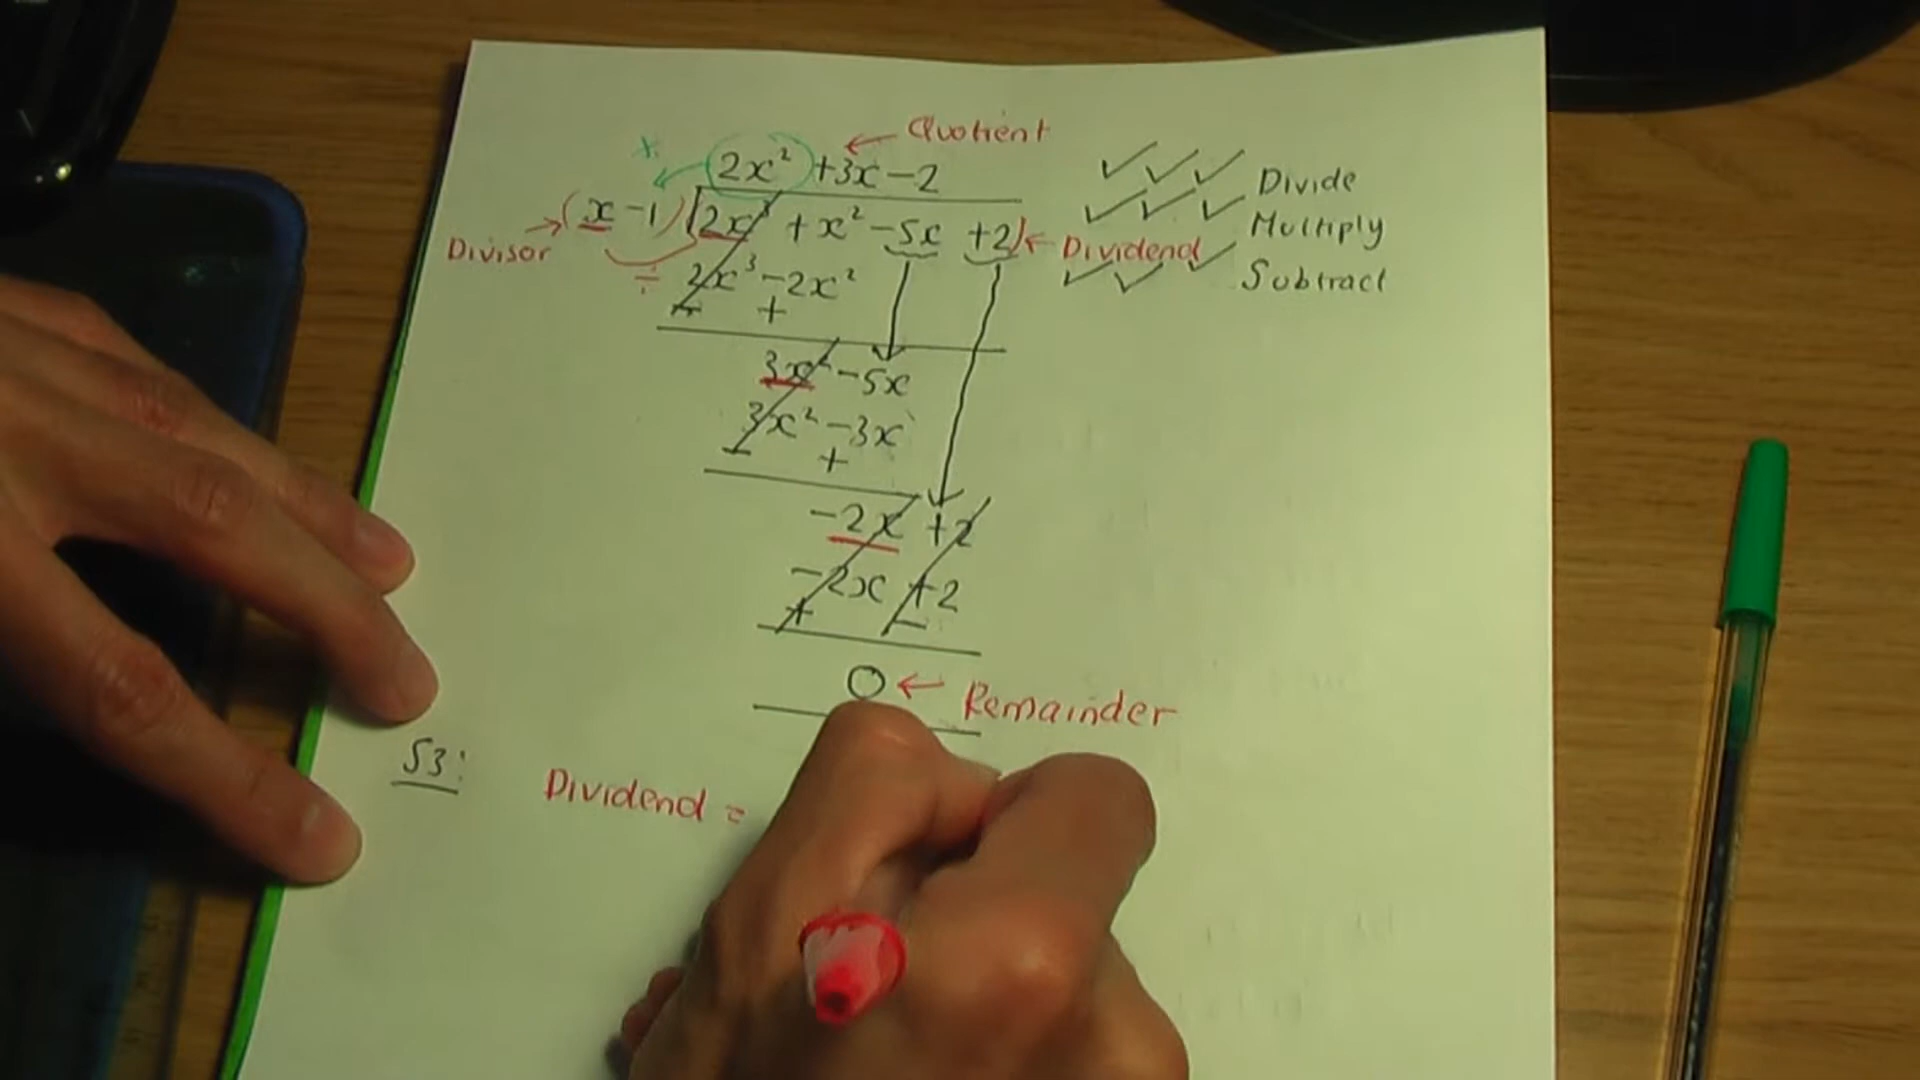 ← Quotient
×
2x² +3x -2
(x -1) 2x³ + x² -5x +2) ← Dividend
Divisor →
÷
2x³ -2x²
- +
3x² -5x
3x² -3x
- +
-2x +2
-2x +2
+ -
0 ← Remainder
✓ ✓ ✓ Divide
✓ ✓ ✓ Multiply
✓ ✓ ✓ Subtract
S3: Dividend =